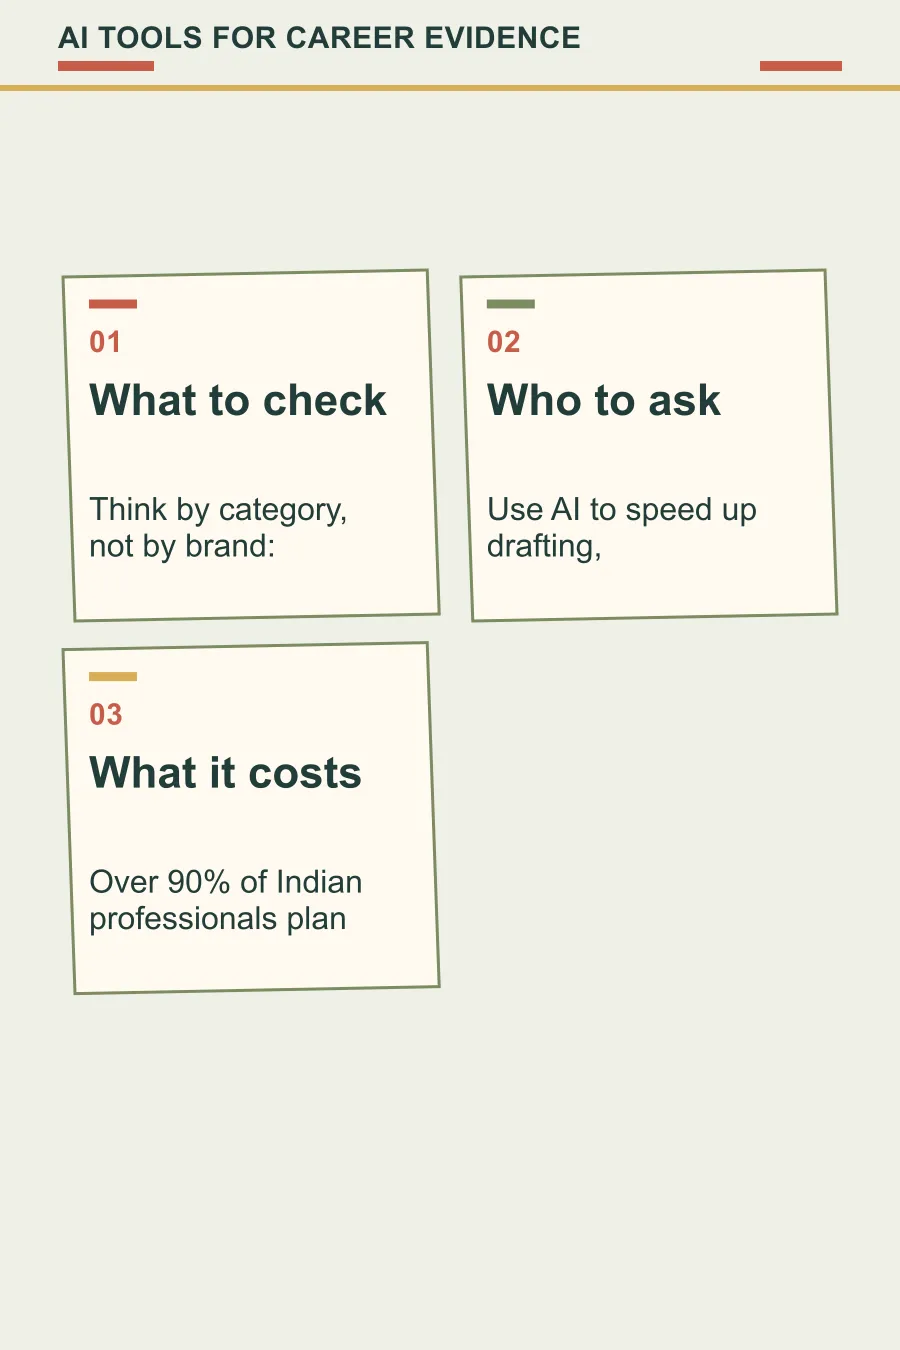 AI TOOLS FOR CAREER EVIDENCE
01
What to check
Think by category,
not by brand:
02
Who to ask
Use AI to speed up
drafting,
03
What it costs
Over 90% of Indian
professionals plan